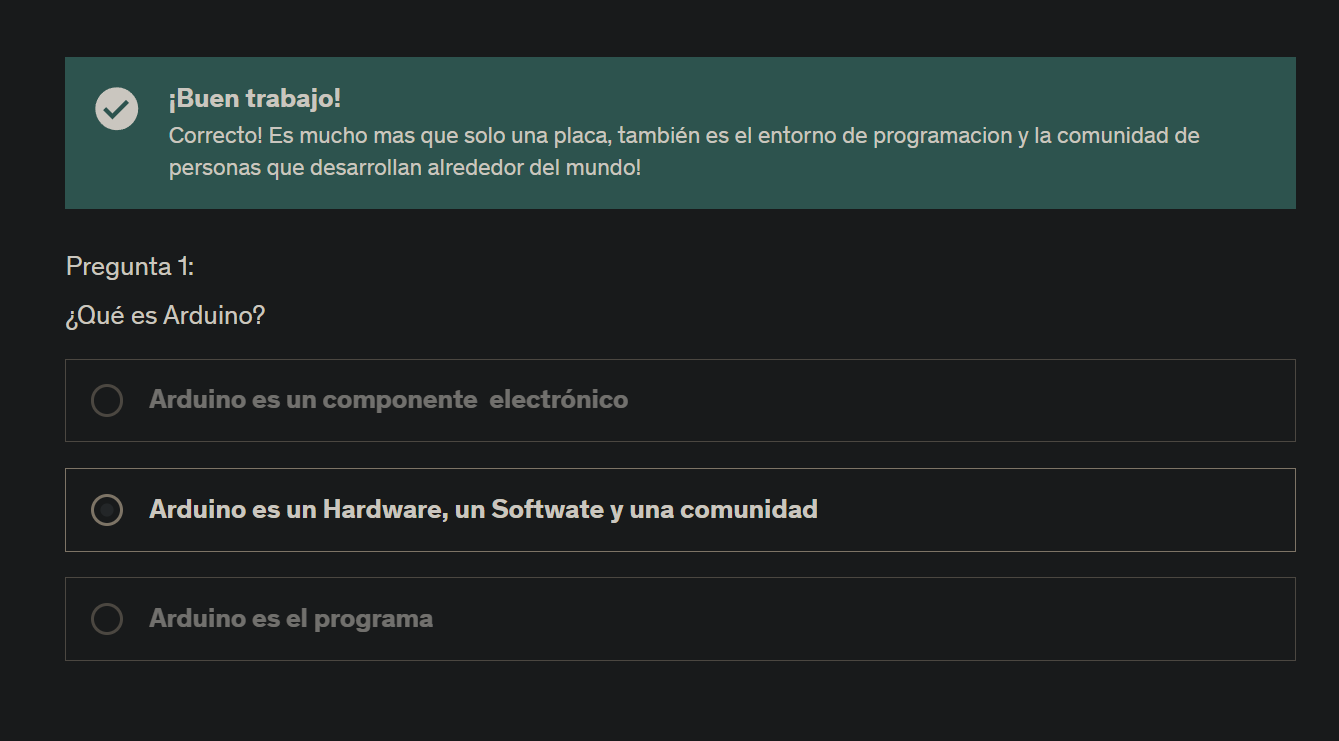 ¡Buen trabajo!
Correcto! Es mucho mas que solo una placa, también es el entorno de programacion y la comunidad de
personas que desarrollan alrededor del mundo!
Pregunta 1:
¿Qué es Arduino?
Arduino es un componente  electrónico
Arduino es un Hardware, un Softwate y una comunidad
Arduino es el programa